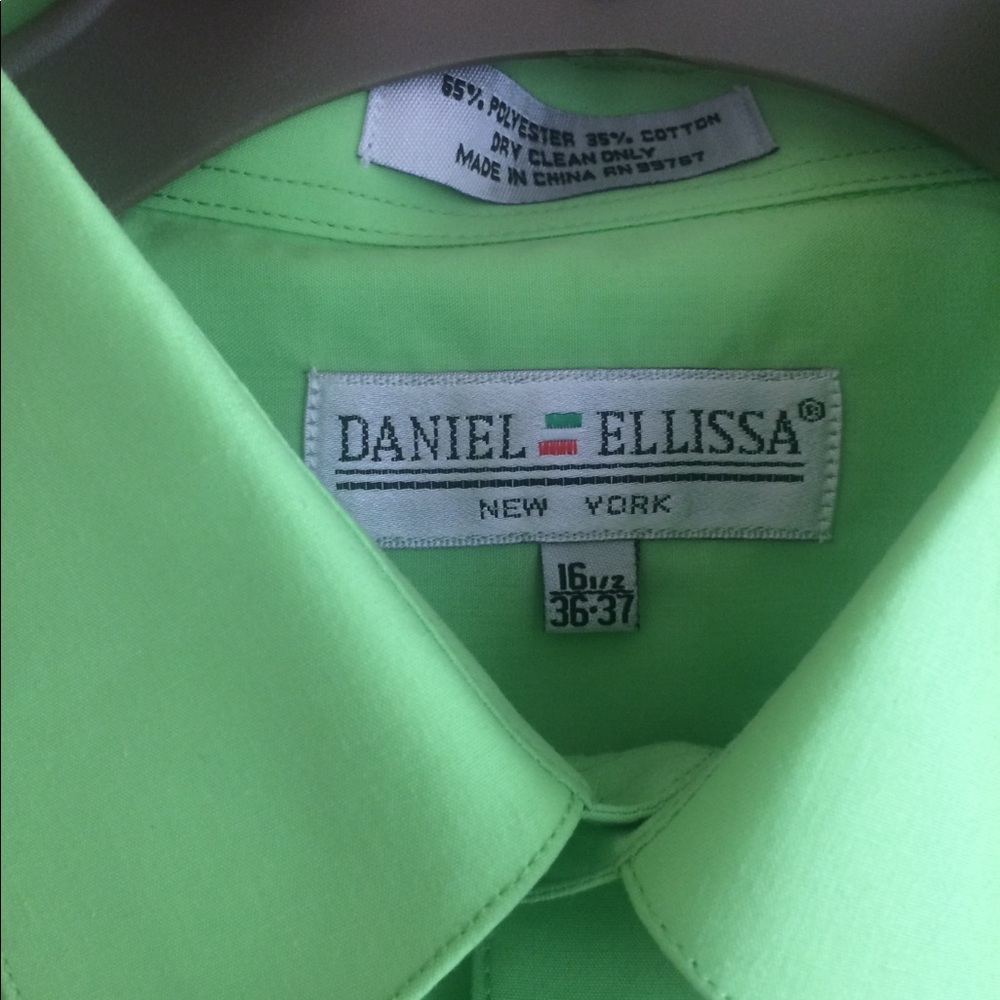 65% POLYESTER 35% COTTON
DRY CLEAN ONLY
MADE IN CHINA RN 99767
DANIEL ELLISSA®
NEW YORK
16 1/2
36·37